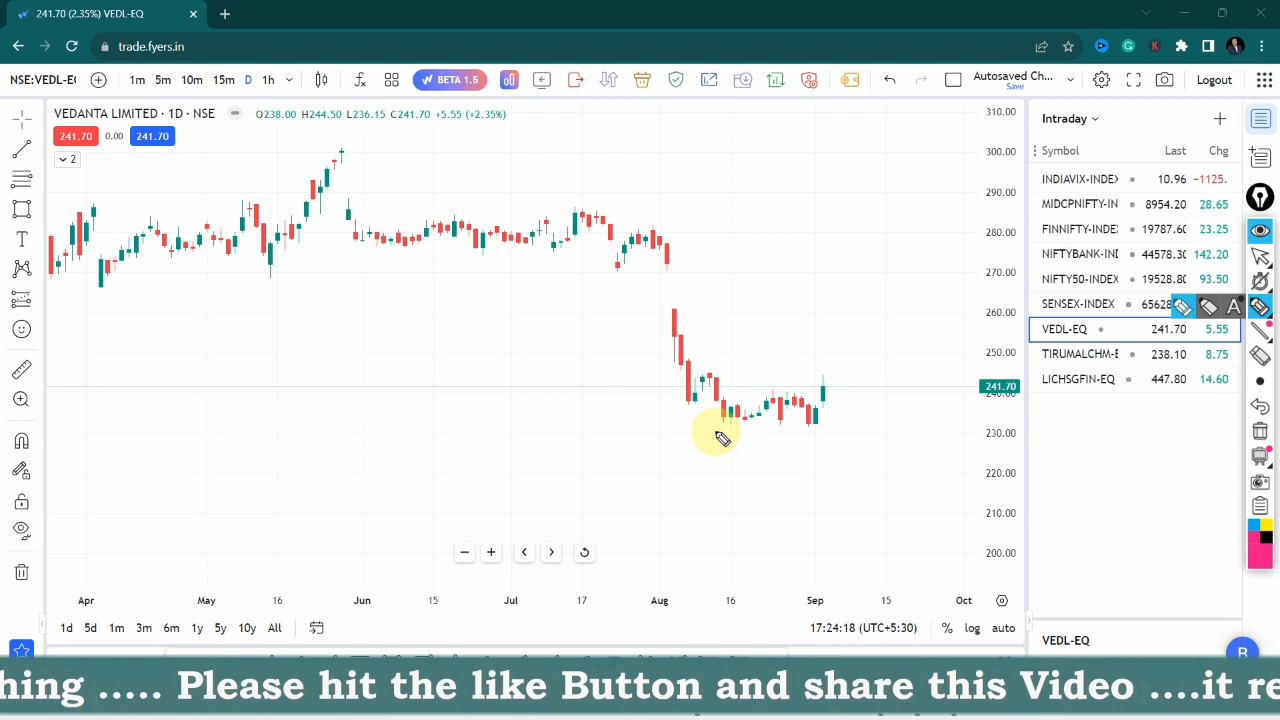 241.70 (2.35%) VEDL-EQ
trade.fyers.in
NSE:VEDL-E
1m 5m 10m 15m D 1h
BETA 1.5
Autosaved Ch...
Save
Logout
VEDANTA LIMITED · 1D · NSE
O238.00 H244.50 L236.15 C241.70 +5.55 (+2.35%)
241.70 0.00 241.70
2
310.00
300.00
290.00
280.00
270.00
260.00
250.00
241.70
240.00
230.00
220.00
210.00
200.00
Apr May 16 Jun 15 Jul 17 Aug 16 Sep 15 Oct
1d 5d 1m 3m 6m 1y 5y 10y All
17:24:18 (UTC+5:30) % log auto
Intraday
Symbol Last Chg
INDIAVIX-INDEX 10.96 −1125.
MIDCPNIFTY-IN 8954.20 28.65
FINNIFTY-INDEX 19787.60 23.25
NIFTYBANK-IND 44578.30 142.20
NIFTY50-INDEX 19528.80 93.50
SENSEX-INDEX 65628
A
VEDL-EQ 241.70 5.55
TIRUMALCHM-E 238.10 8.75
LICHSGFIN-EQ 447.80 14.60
VEDL-EQ
hing ..... Please hit the like Button and share this Video ....it re